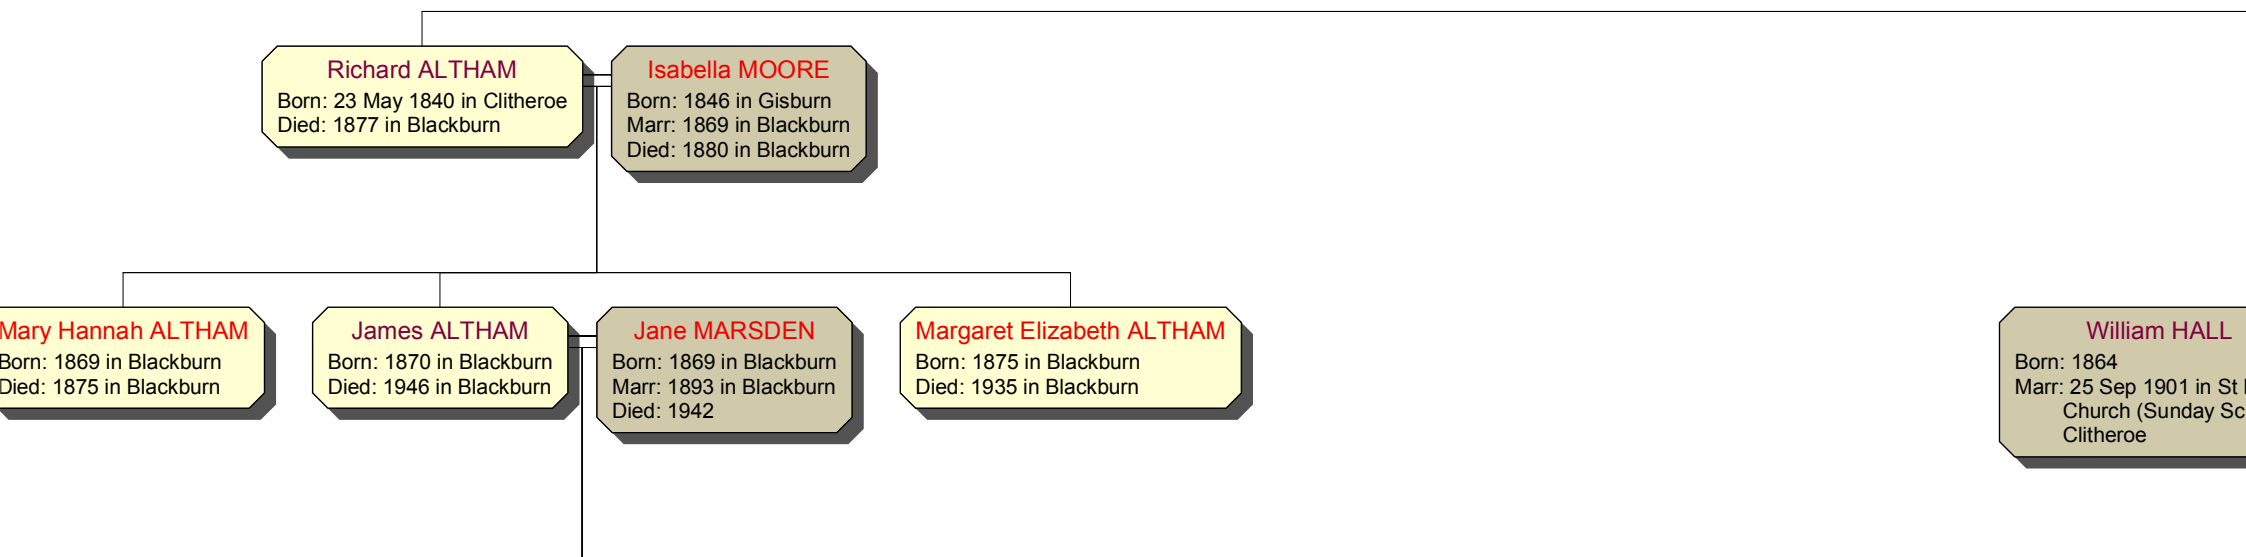 Richard ALTHAM
Born: 23 May 1840 in Clitheroe
Died: 1877 in Blackburn
Isabella MOORE
Born: 1846 in Gisburn
Marr: 1869 in Blackburn
Died: 1880 in Blackburn
Mary Hannah ALTHAM
Born: 1869 in Blackburn
Died: 1875 in Blackburn
James ALTHAM
Born: 1870 in Blackburn
Died: 1946 in Blackburn
Jane MARSDEN
Born: 1869 in Blackburn
Marr: 1893 in Blackburn
Died: 1942
Margaret Elizabeth ALTHAM
Born: 1875 in Blackburn
Died: 1935 in Blackburn
William HALL
Born: 1864
Marr: 25 Sep 1901 in St
Church (Sunday
Clitheroe